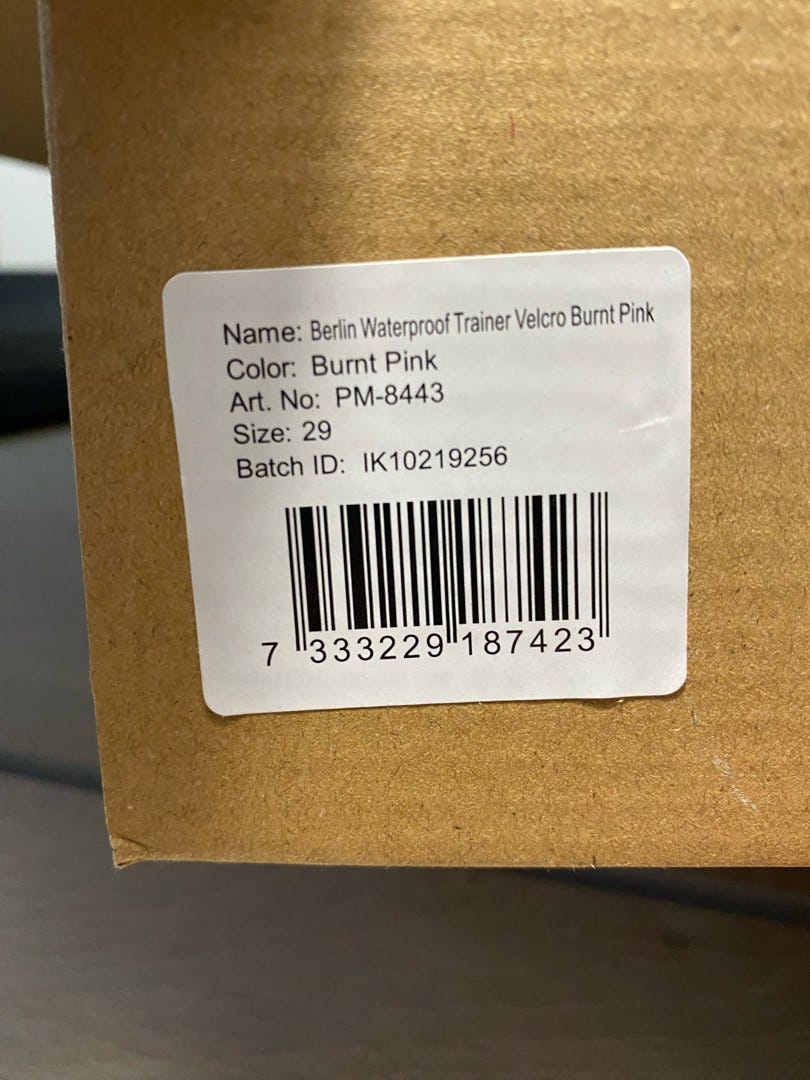 Name: Berlin Waterproof Trainer Velcro Burnt Pink
Color: Burnt Pink
Art. No: PM-8443
Size: 29
Batch ID: IK10219256
7 333229 187423